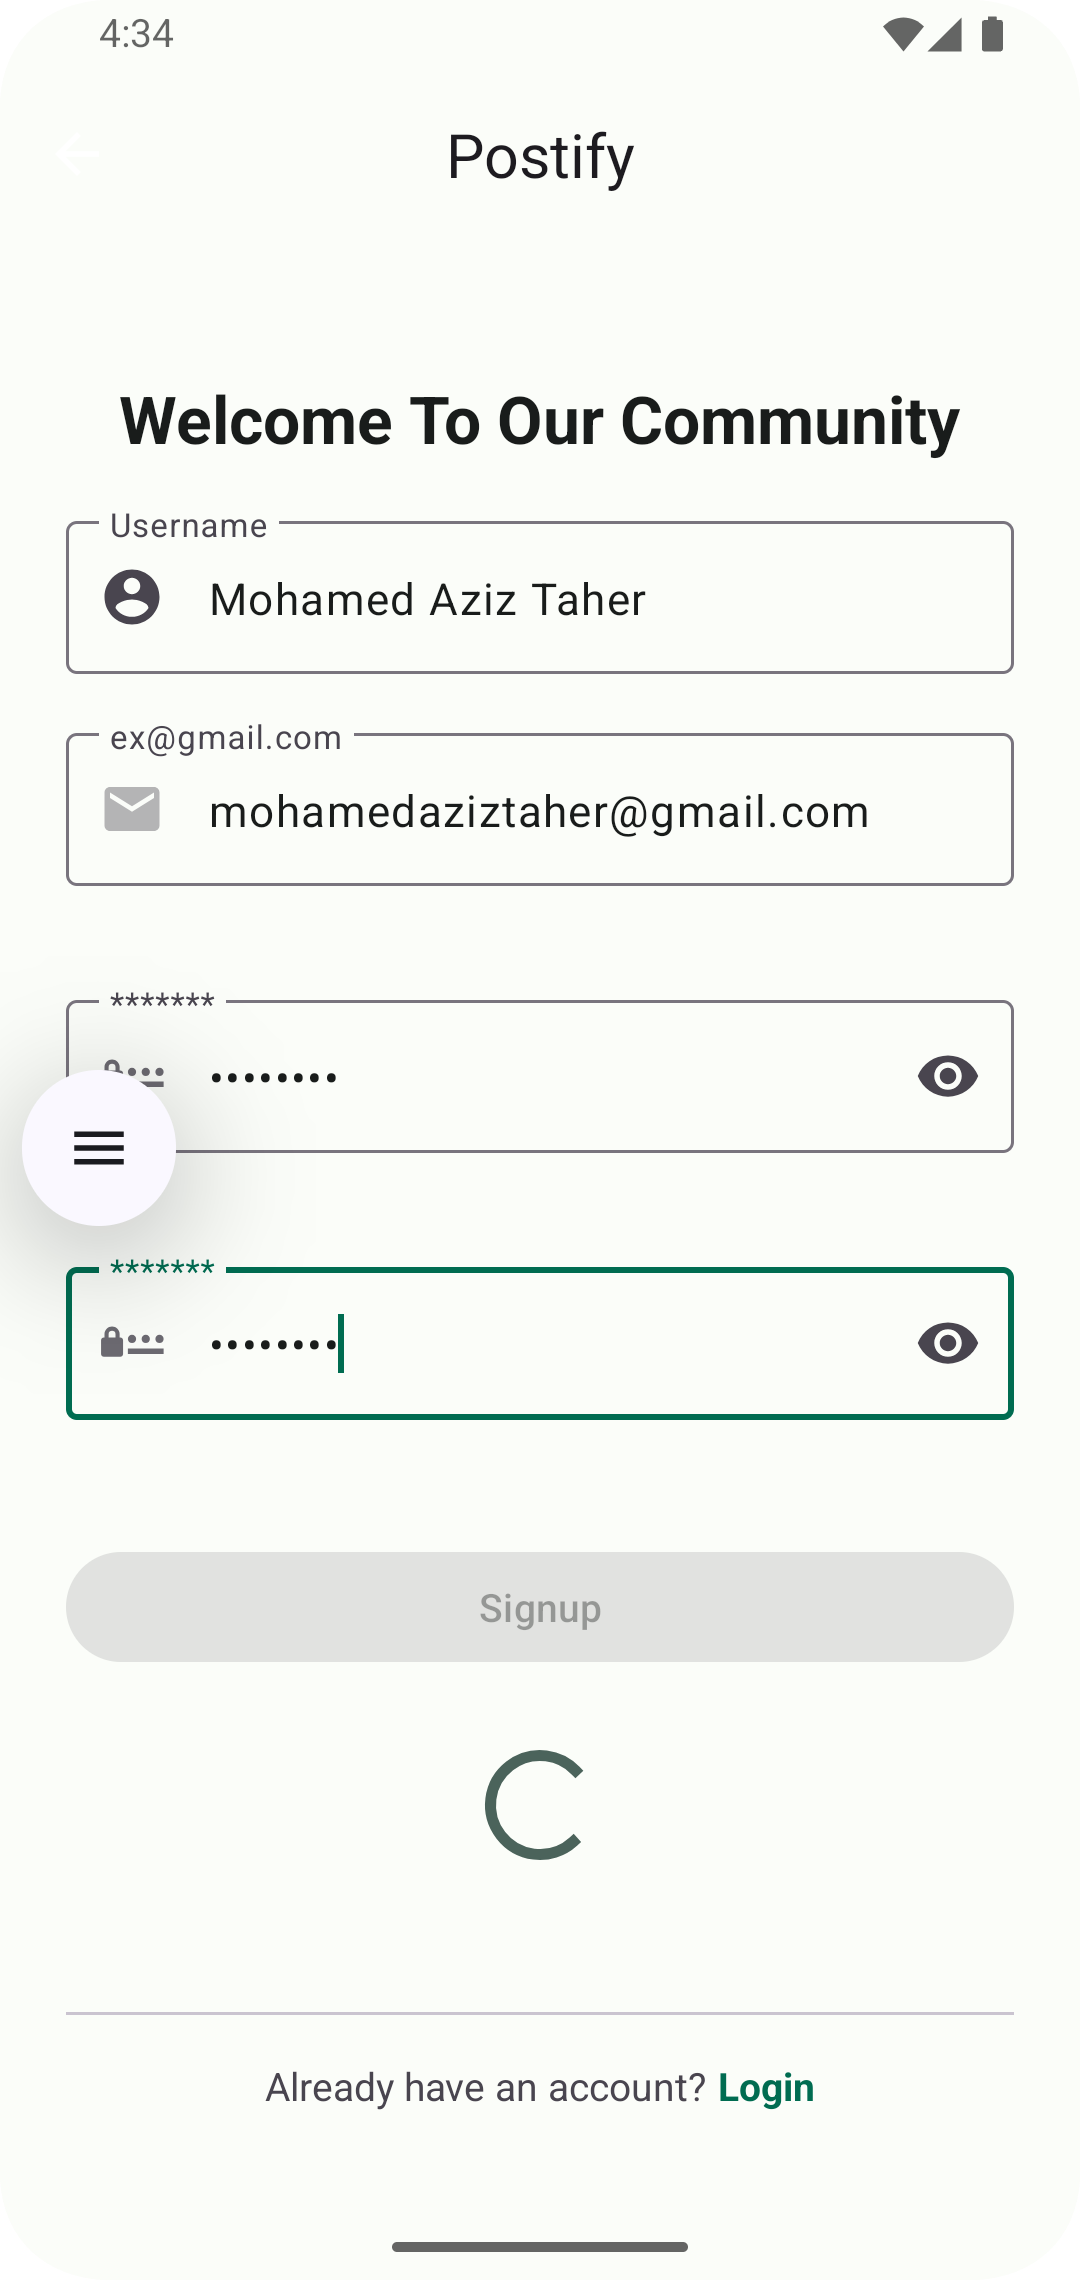 4:34
Postify
Welcome To Our Community
Username
Mohamed Aziz Taher
ex@gmail.com
mohamedaziztaher@gmail.com
*******
••••••••
*******
••••••••
Signup
Already have an account? Login